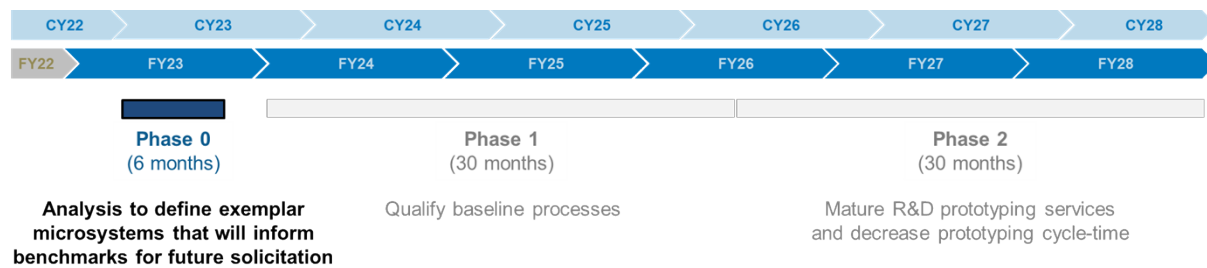 CY22 CY23 CY24 CY25 CY26 CY27 CY28
FY22 FY23 FY24 FY25 FY26 FY27 FY28
Phase 0
(6 months)
Analysis to define exemplar
microsystems that will inform
benchmarks for future solicitation
Phase 1
(30 months)
Qualify baseline processes
Phase 2
(30 months)
Mature R&D prototyping services
and decrease prototyping cycle-time